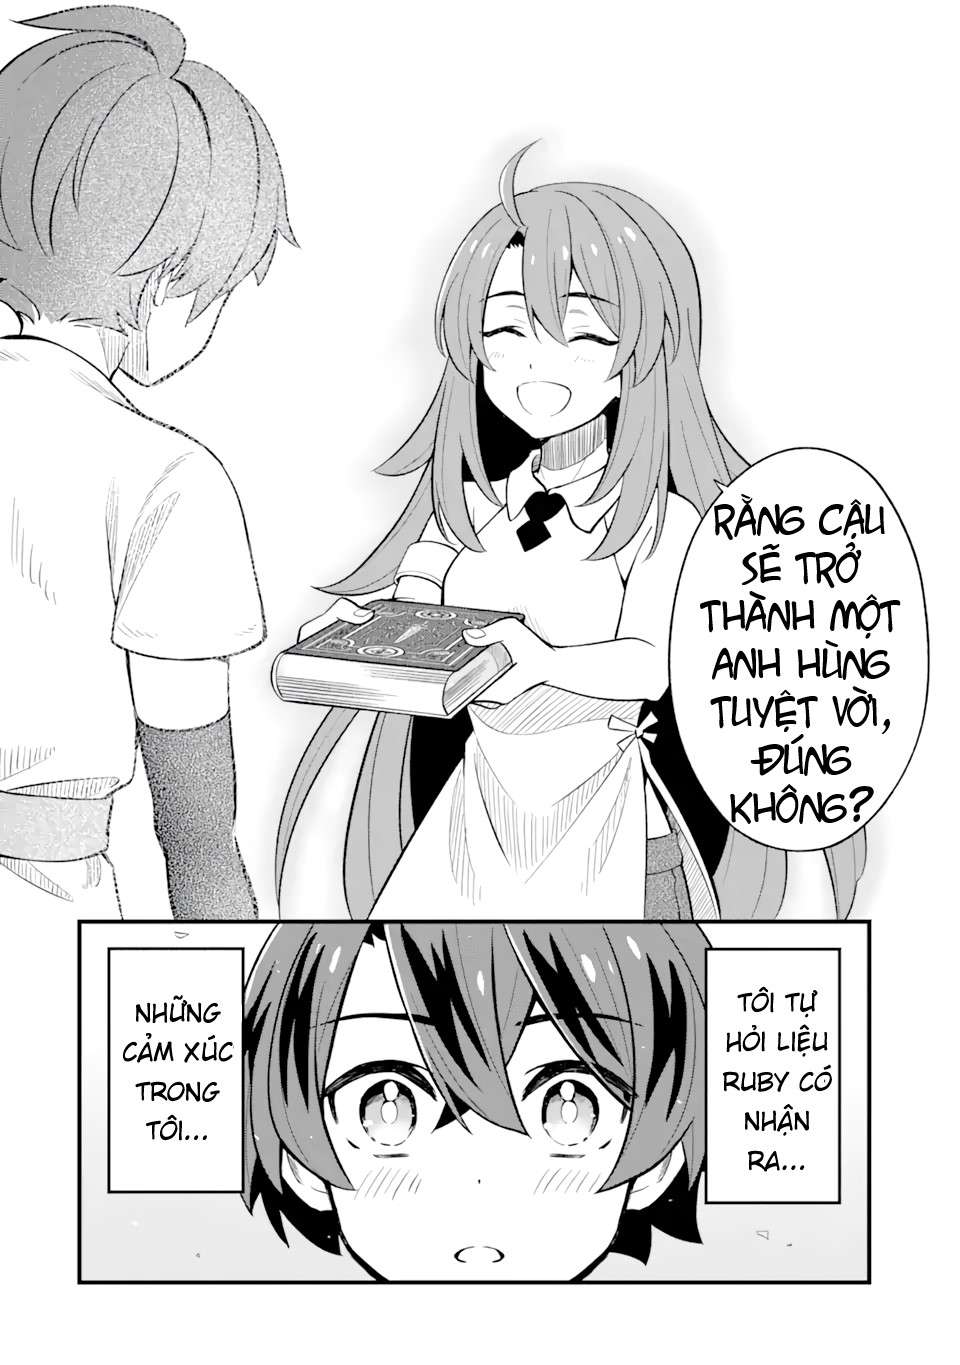 RẰNG CẬU
SẼ TRỞ
THÀNH MỘT
ANH HÙNG
TUYỆT VỜI,
ĐÚNG
KHÔNG?
TÔI TỰ
HỎI LIỆU
RUBY CÓ
NHẬN
RA...
NHỮNG
CẢM XÚC
TRONG
TÔI...